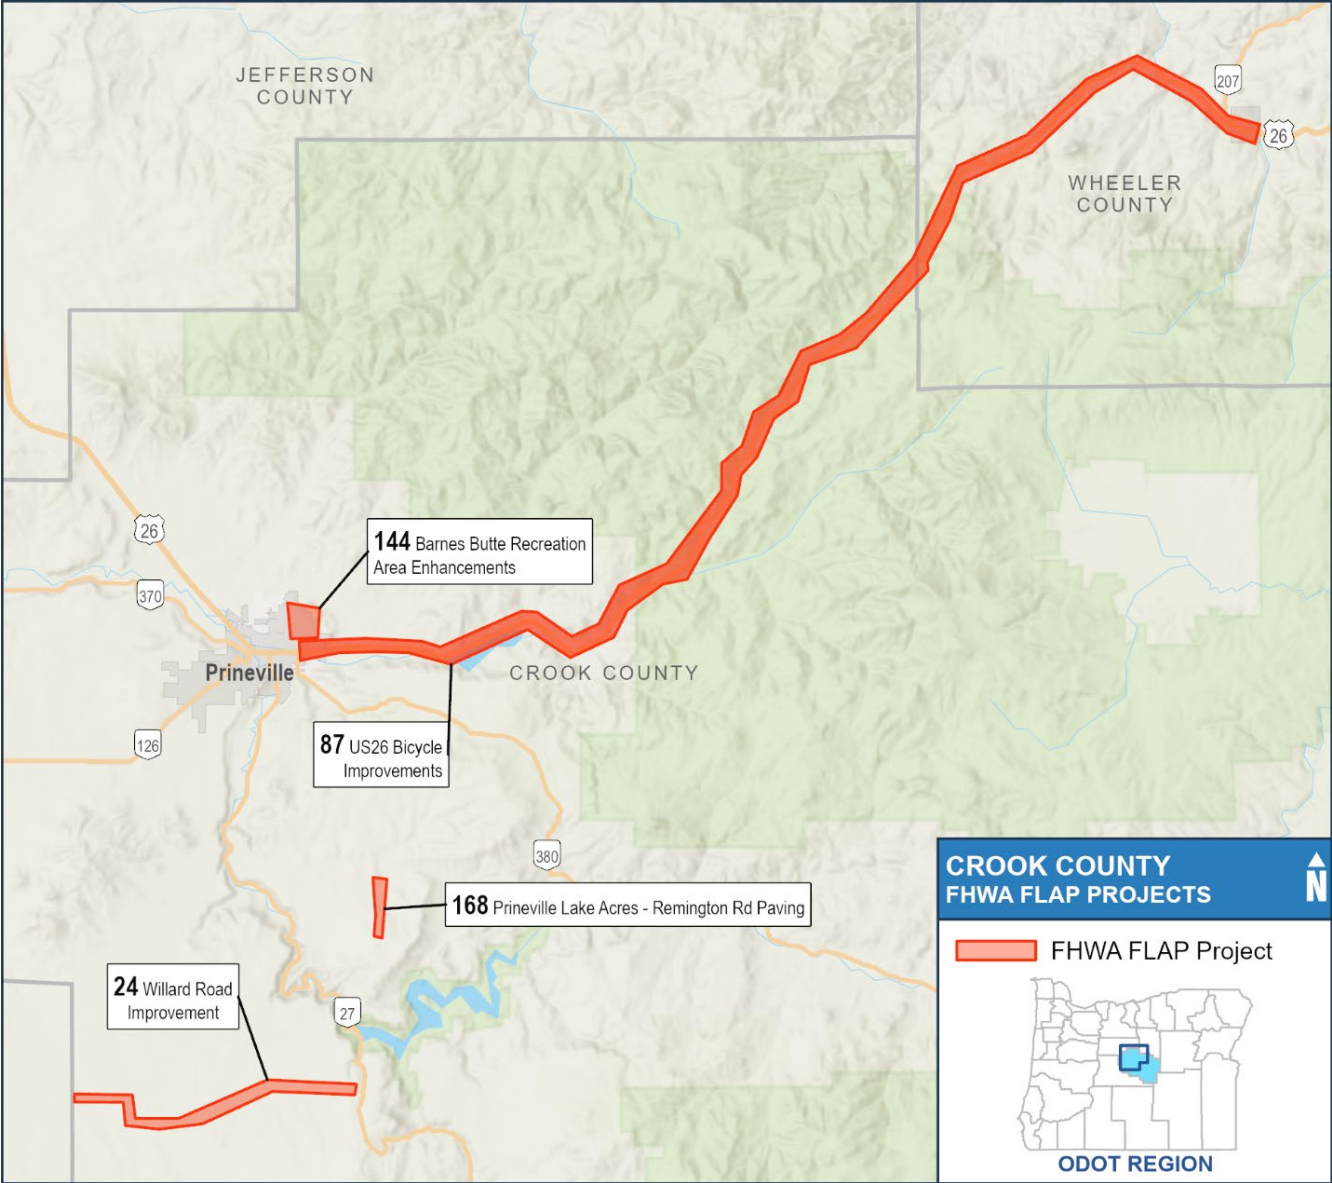 JEFFERSON
COUNTY
207
26
WHEELER
COUNTY
26
144 Barnes Butte Recreation
Area Enhancements
370
Prineville
CROOK COUNTY
126
87 US26 Bicycle
Improvements
380
168 Prineville Lake Acres - Remington Rd Paving
24 Willard Road
Improvement
27
CROOK COUNTY
FHWA FLAP PROJECTS
N
FHWA FLAP Project
ODOT REGION